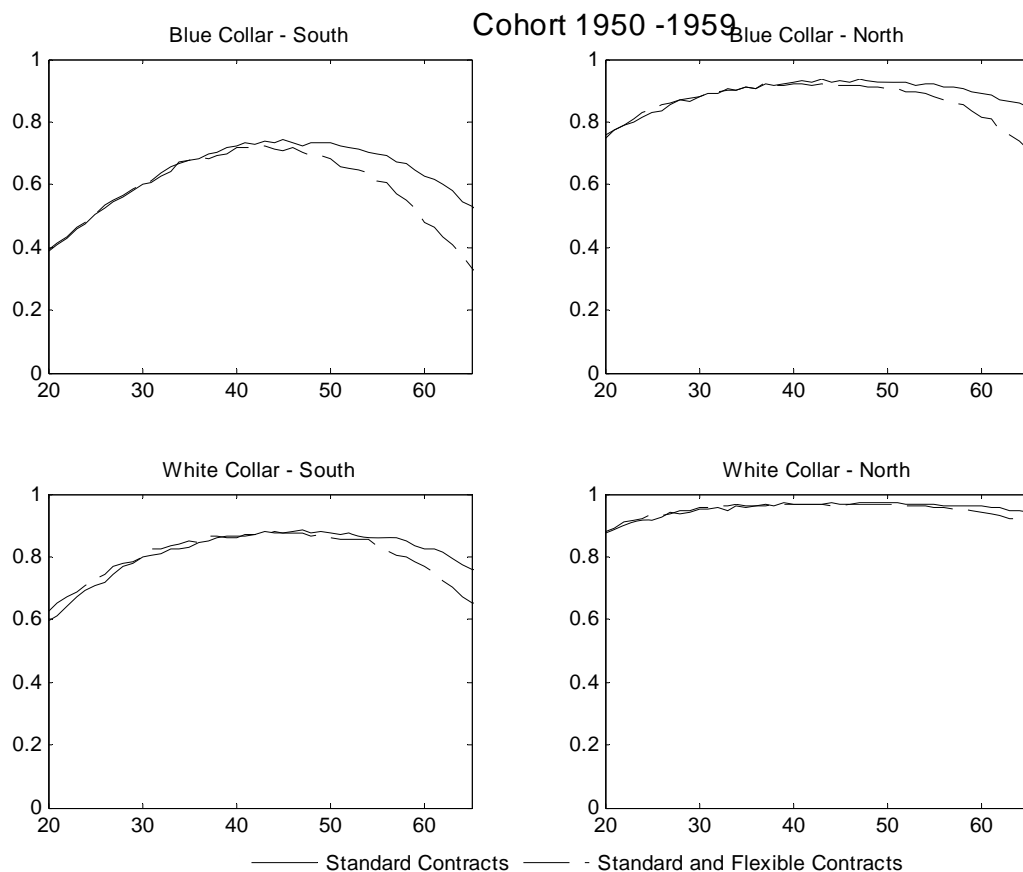 Cohort 1950 -1959
Blue Collar - South
Blue Collar - North
1
0.8
0.6
0.4
0.2
0
20 30 40 50 60
1
0.8
0.6
0.4
0.2
0
20 30 40 50 60
White Collar - South
White Collar - North
1
0.8
0.6
0.4
0.2
0
20 30 40 50 60
1
0.8
0.6
0.4
0.2
0
20 30 40 50 60
Standard Contracts
Standard and Flexible Contracts